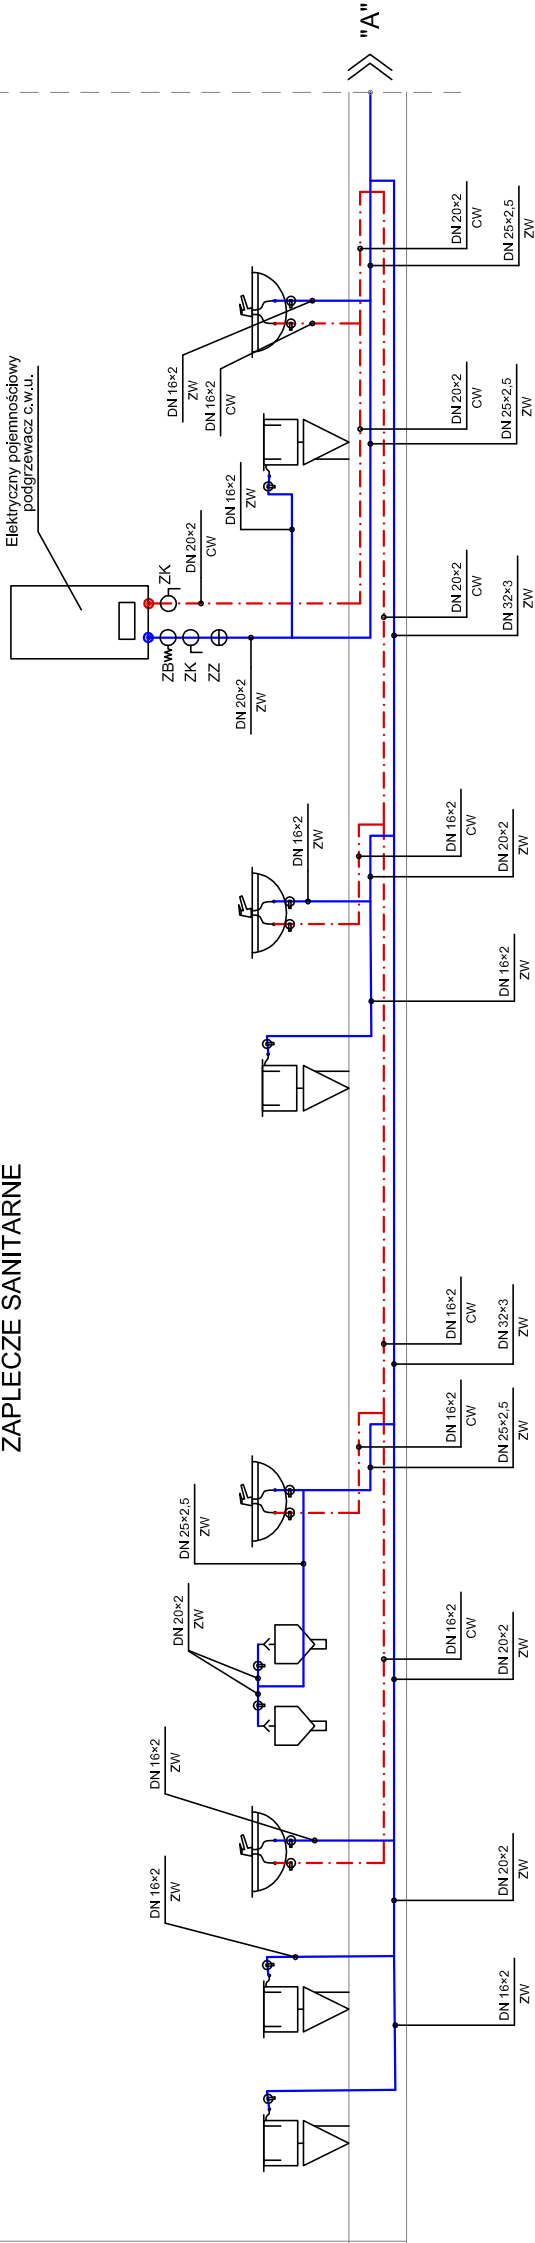 "A"
DN 20×2
CW
DN 25×2,5
ZW
Elektryczny pojemnościowy
podgrzewacz c.w.u.
DN 16×2
ZW
DN 16×2
CW
DN 20×2
CW
DN 25×2,5
ZW
DN 16×2
ZW
DN 20×2
CW
ZK
ZB
ZK
ZZ
DN 20×2
ZW
DN 20×2
CW
DN 32×3
ZW
DN 16×2
ZW
DN 16×2
CW
DN 20×2
ZW
DN 16×2
ZW
ZAPLECZE SANITARNE
DN 16×2
CW
DN 32×3
ZW
DN 16×2
CW
DN 25×2,5
ZW
DN 25×2,5
ZW
DN 20×2
ZW
DN 16×2
CW
DN 20×2
ZW
DN 16×2
ZW
DN 16×2
ZW
DN 20×2
ZW
DN 16×2
ZW